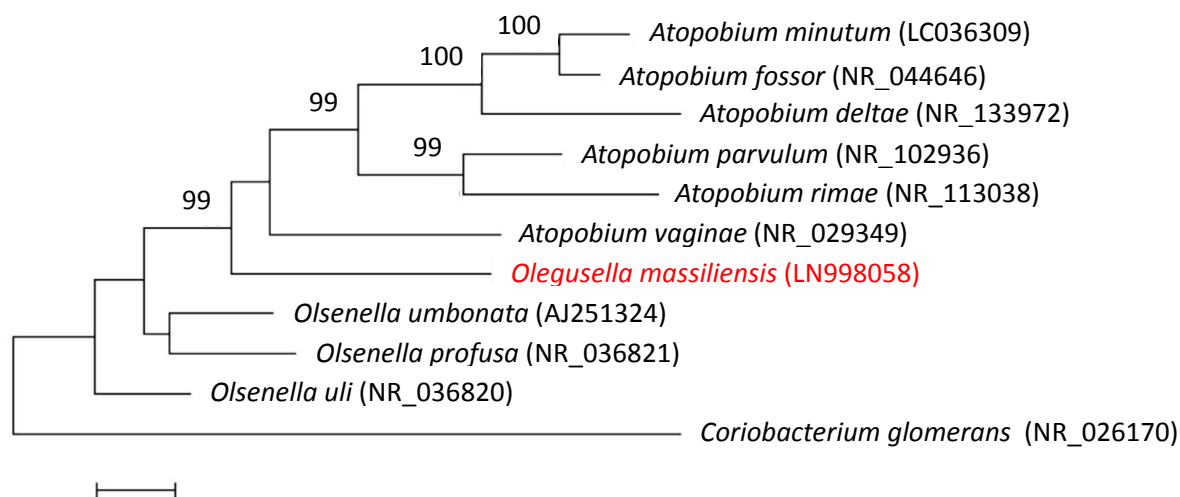 100
Atopobium minutum (LC036309)
100
Atopobium fossor (NR_044646)
99
Atopobium deltae (NR_133972)
99
Atopobium parvulum (NR_102936)
Atopobium rimae (NR_113038)
99
Atopobium vaginae (NR_029349)
Olegusella massiliensis (LN998058)
Olsenella umbonata (AJ251324)
Olsenella profusa (NR_036821)
Olsenella uli (NR_036820)
Coriobacterium glomerans (NR_026170)